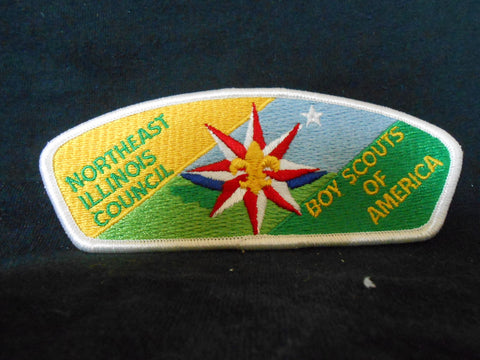 NORTHEAST
ILLINOIS
COUNCIL
BOY SCOUTS
OF
AMERICA